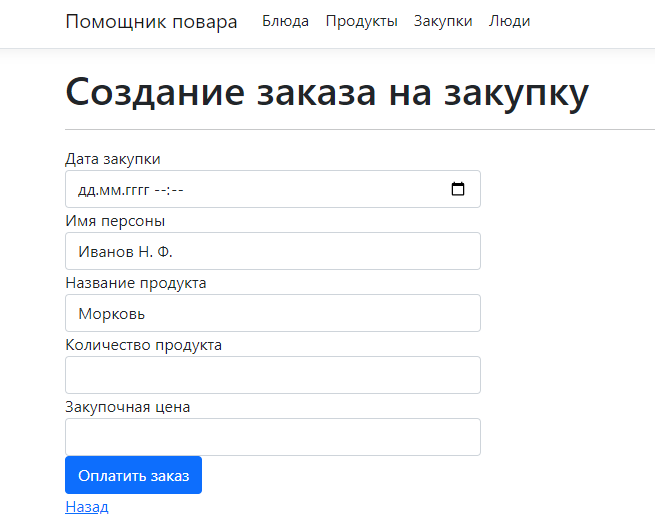 Помощник повара Блюда Продукты Закупки Люди
Создание заказа на закупку
Дата закупки
дд.мм.гггг --:--
Имя персоны
Иванов Н. Ф.
Название продукта
Морковь
Количество продукта
Закупочная цена
Оплатить заказ
Назад